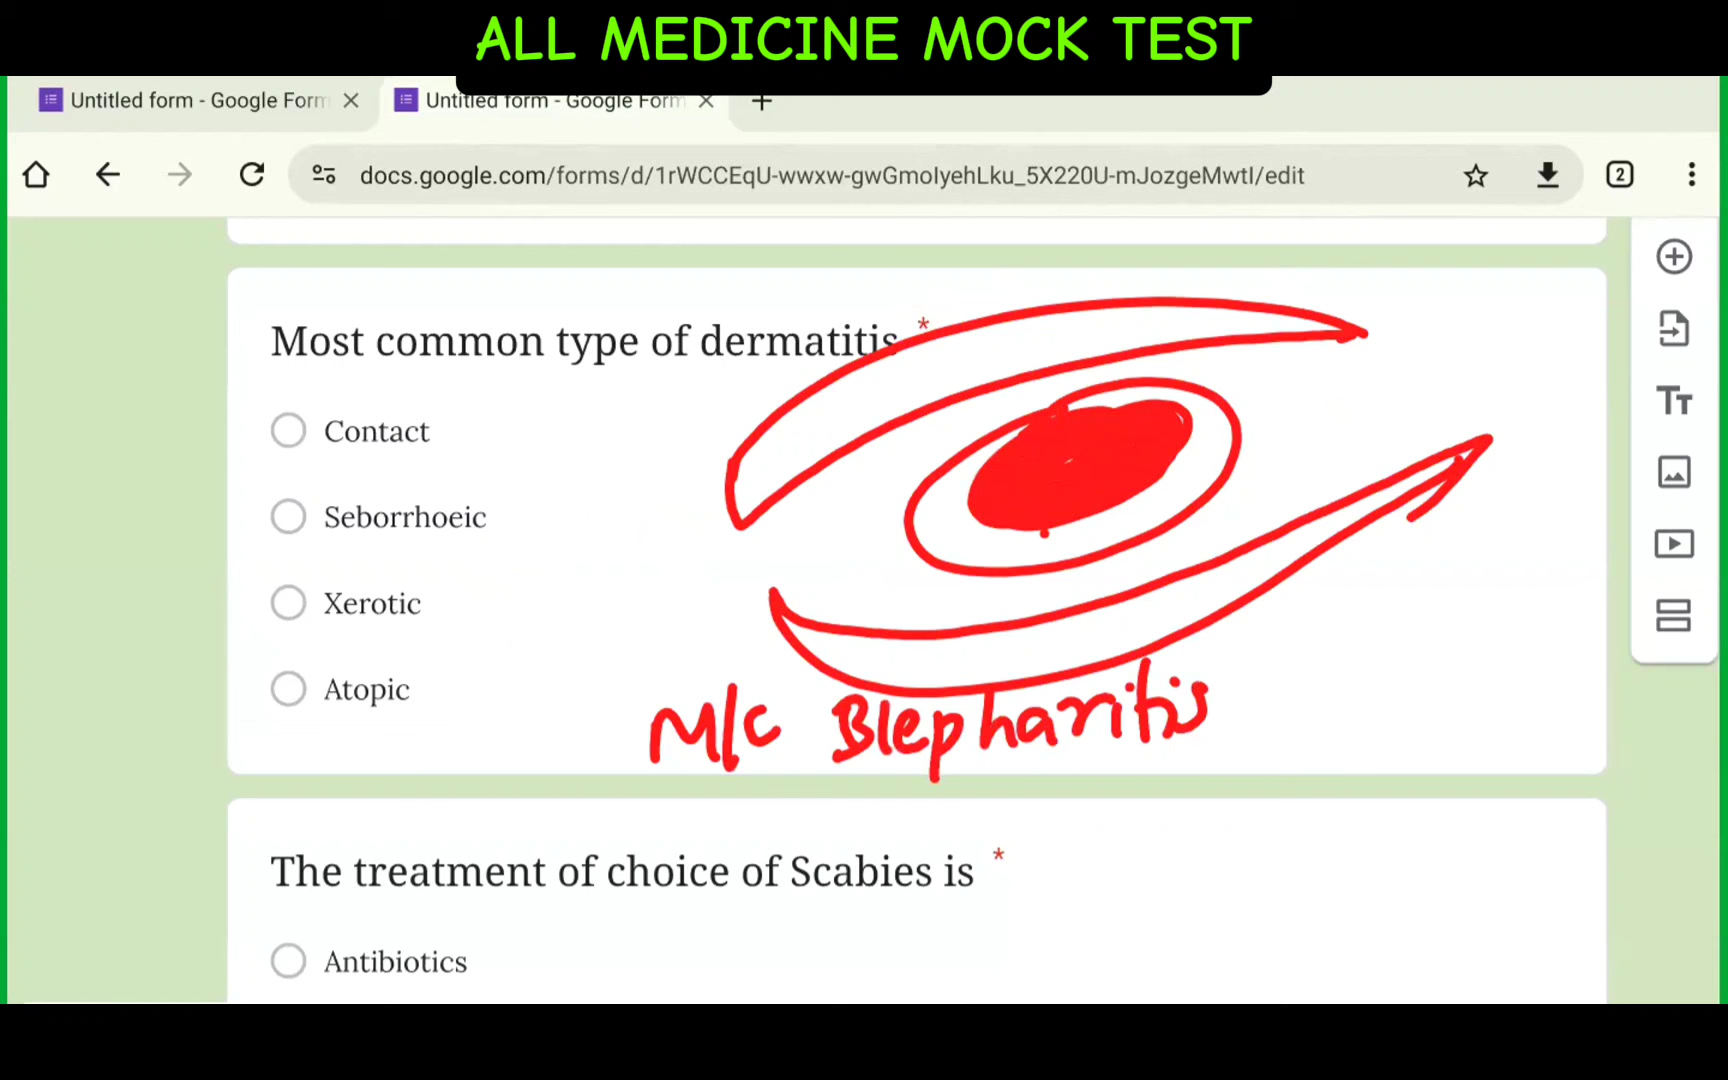 ALL MEDICINE MOCK TEST
Untitled form - Google Form
Untitled form - Google Form
docs.google.com/forms/d/1rWCCEqU-wwxw-gwGmoIyehLku_5X220U-mJozgeMwtI/edit
2
Most common type of dermatitis *
Contact
Seborrhoeic
Xerotic
Atopic
M/c Blepharitis
The treatment of choice of Scabies is *
Antibiotics